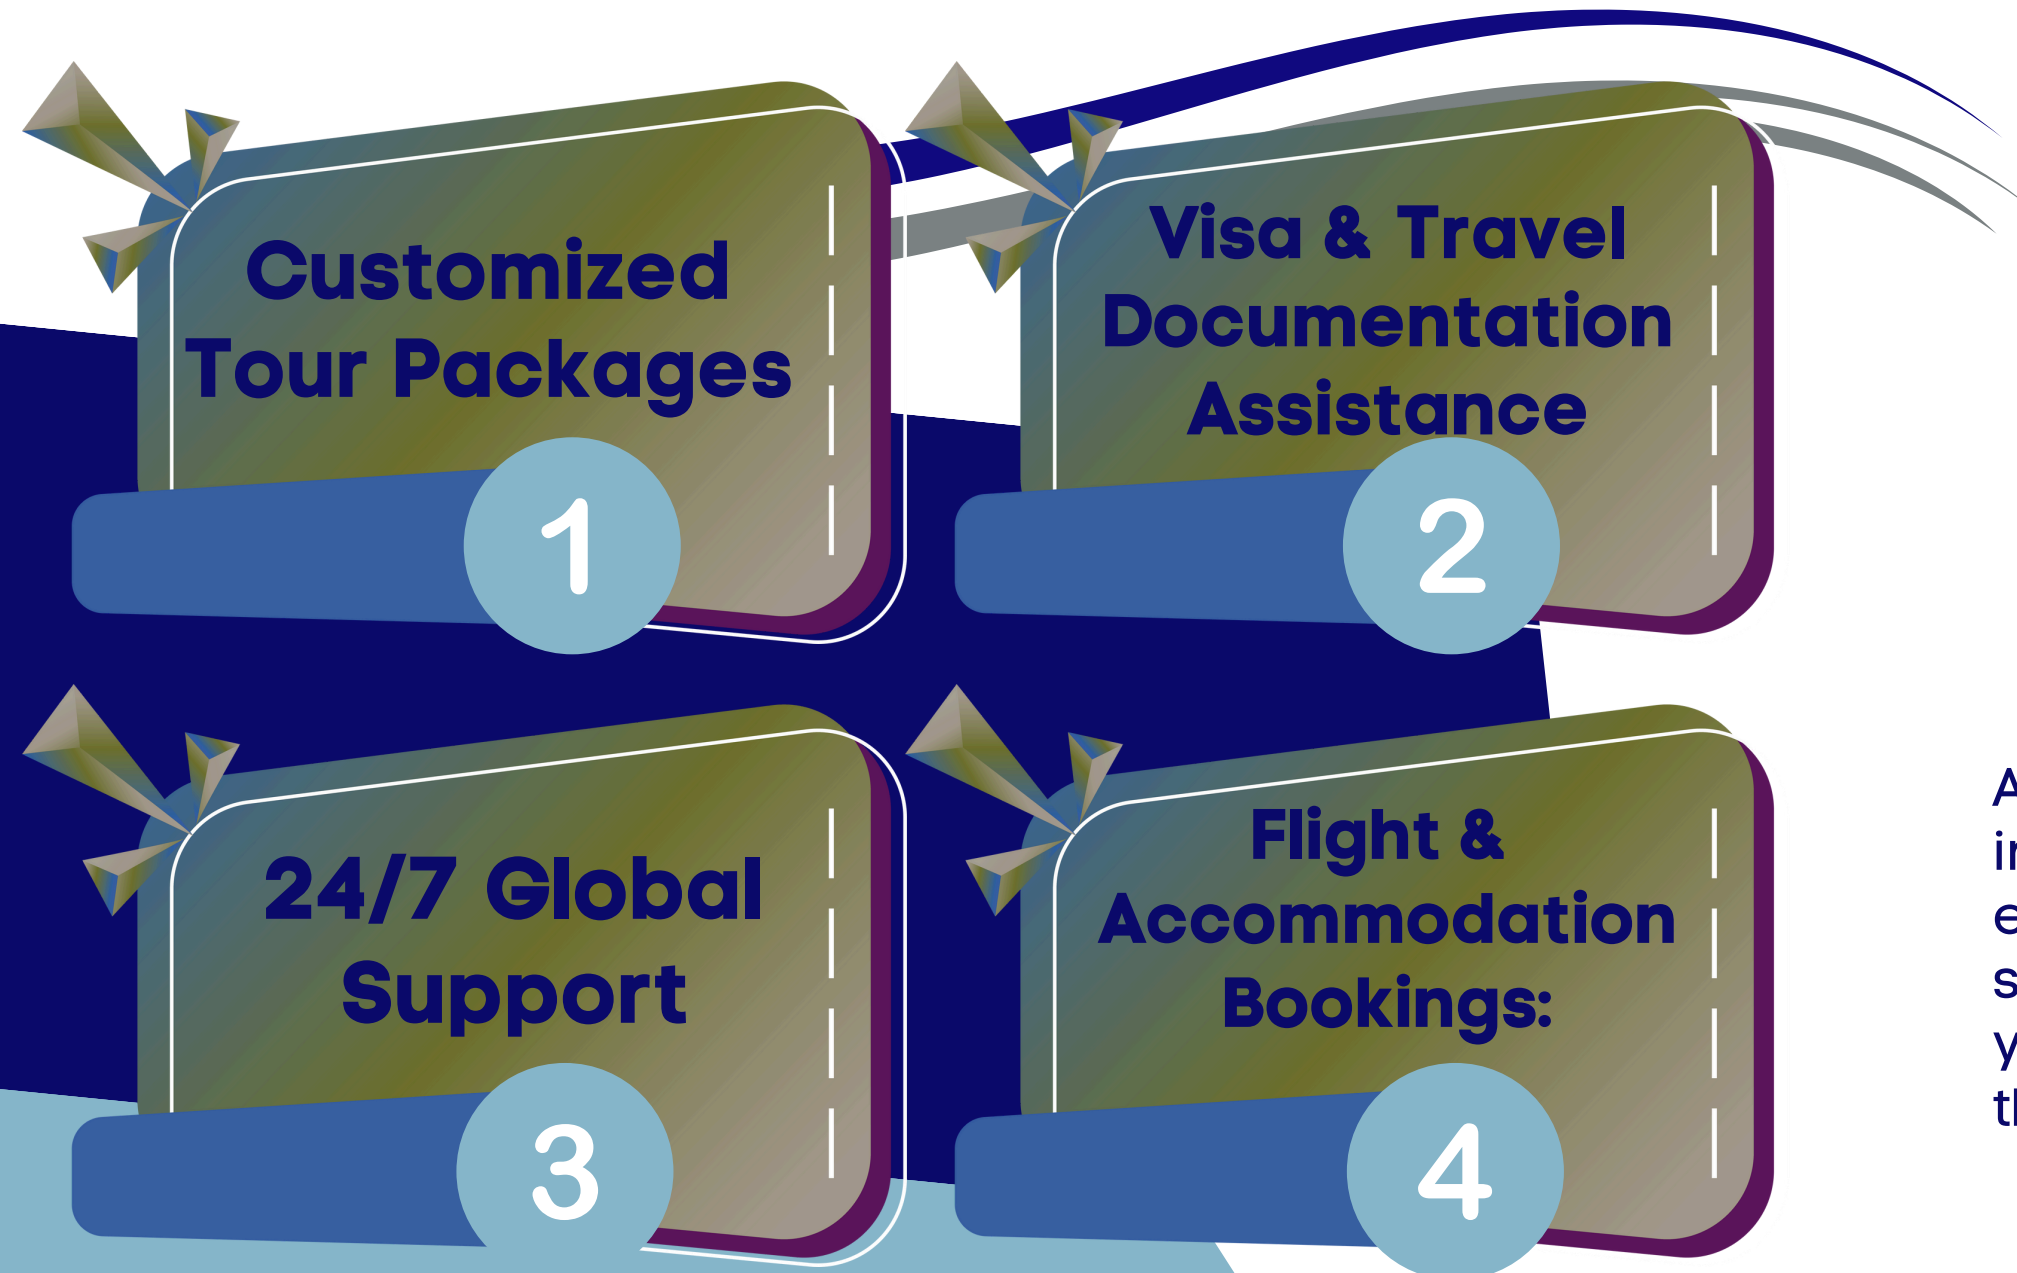 Customized
Tour Packages
1
Visa & Travel
Documentation
Assistance
2
24/7 Global
Support
3
Flight &
Accommodation
Bookings:
4